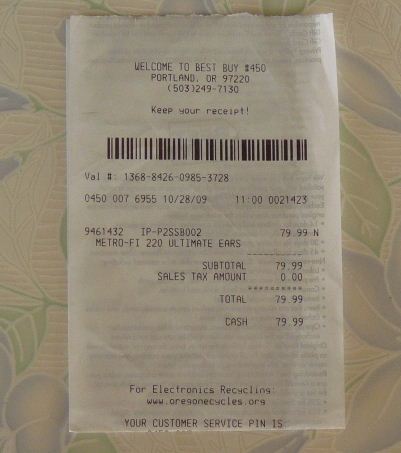 WELCOME TO BEST BUY #450
PORTLAND, OR 97220
(503)249-7130
Keep your receipt!
Val #: 1368-8426-0985-3728
0450 007 6955 10/28/09 11:00 0021423
9461432 IP-P2SSB002 79.99 N
METRO-FI 220 ULTIMATE EARS
SUBTOTAL 79.99
SALES TAX AMOUNT 0.00
TOTAL 79.99
CASH 79.99
For Electronics Recycling:
www.oregonecycles.org
YOUR CUSTOMER SERVICE PIN IS